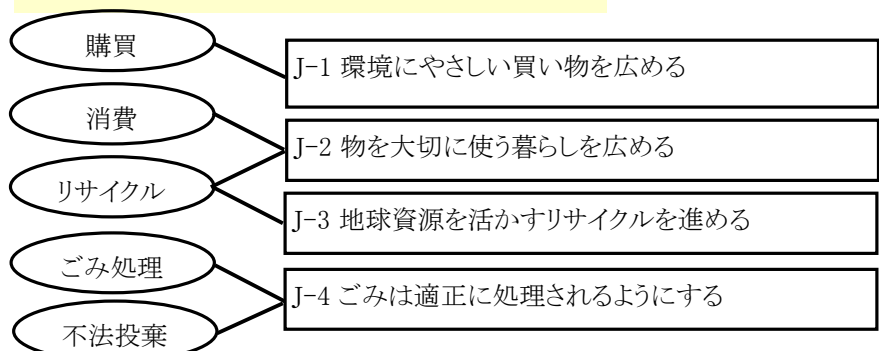 購買
J-1 環境にやさしい買い物を広める
消費
J-2 物を大切に使う暮らしを広める
リサイクル
J-3 地球資源を活かすリサイクルを進める
ごみ処理
J-4 ごみは適正に処理されるようにする
不法投棄